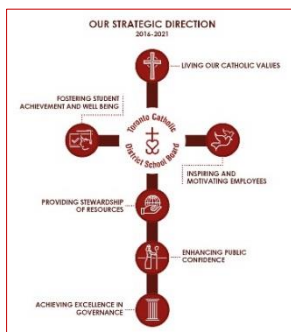 OUR STRATEGIC DIRECTION
2016-2021
LIVING OUR CATHOLIC VALUES
FOSTERING STUDENT
ACHIEVEMENT AND WELL BEING
Toronto Catholic
District School Board
INSPIRING AND
MOTIVATING EMPLOYEES
PROVIDING STEWARDSHIP
OF RESOURCES
ENHANCING PUBLIC
CONFIDENCE
ACHIEVING EXCELLENCE IN
GOVERNANCE